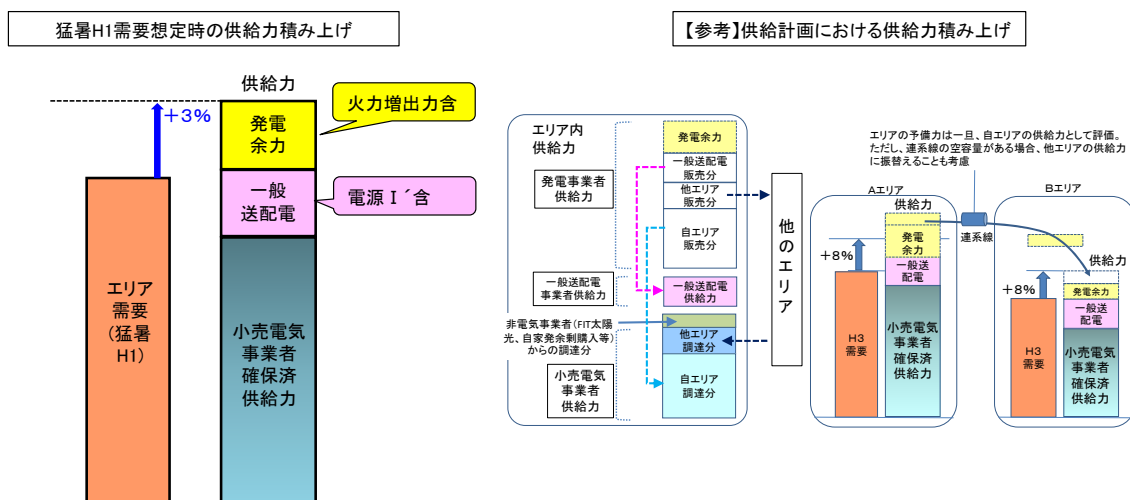 猛暑H1需要想定時の供給力積み上げ
供給力
+3%
発電
余力
火力増出力含
一般
送配電
電源Ⅰ´含
エリア
需要
(猛暑
H1)
小売電気
事業者
確保済
供給力
【参考】供給計画における供給力積み上げ
エリア内
供給力
発電余力
一般送配電
販売分
他エリア
販売分
自エリア
販売分
発電事業者
供給力
一般送配電
事業者供給力
一般送配電
供給力
非電気事業者(FIT太陽
光、自家発余剰購入等)
からの調達分
他エリア
調達分
小売電気
事業者
供給力
自エリア
調達分
他のエリア
エリアの予備力は一旦、自エリアの供給力として評価。
ただし、連系線の空容量がある場合、他エリアの供給力
に振替えることも考慮
Aエリア
供給力
発電
余力
+8%
一般送
配電
H3
需要
小売電気
事業者
確保済
供給力
連系線
Bエリア
供給力
+8%
発電余力
一般送
配電
H3
需要
小売電気
事業者
確保済
供給力